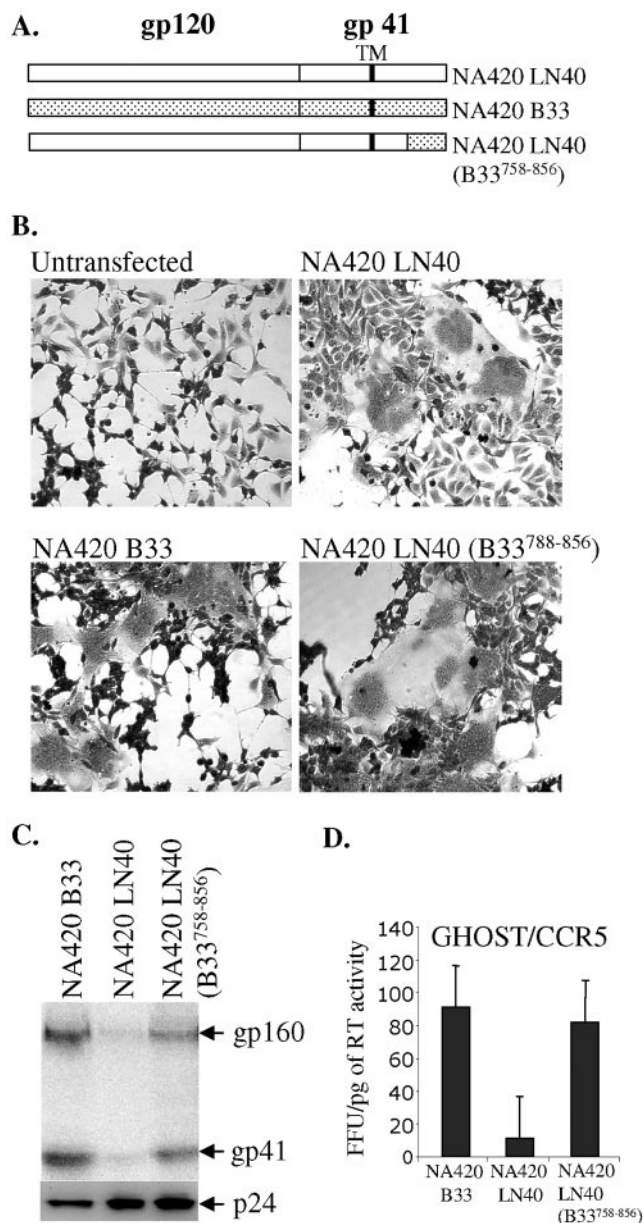 A.
gp120 gp 41
TM
NA420 LN40
NA420 B33
NA420 LN40
(B33758-856)
B.
Untransfected NA420 LN40
NA420 B33 NA420 LN40 (B33788-856)
C.
NA420 B33
NA420 LN40
NA420 LN40
(B33758-856)
gp160
gp41
p24
D.
GHOST/CCR5
FFU/pg of RT activity
140
120
100
80
60
40
20
0
NA420
B33
NA420
LN40
NA420
LN40
(B33758-856)